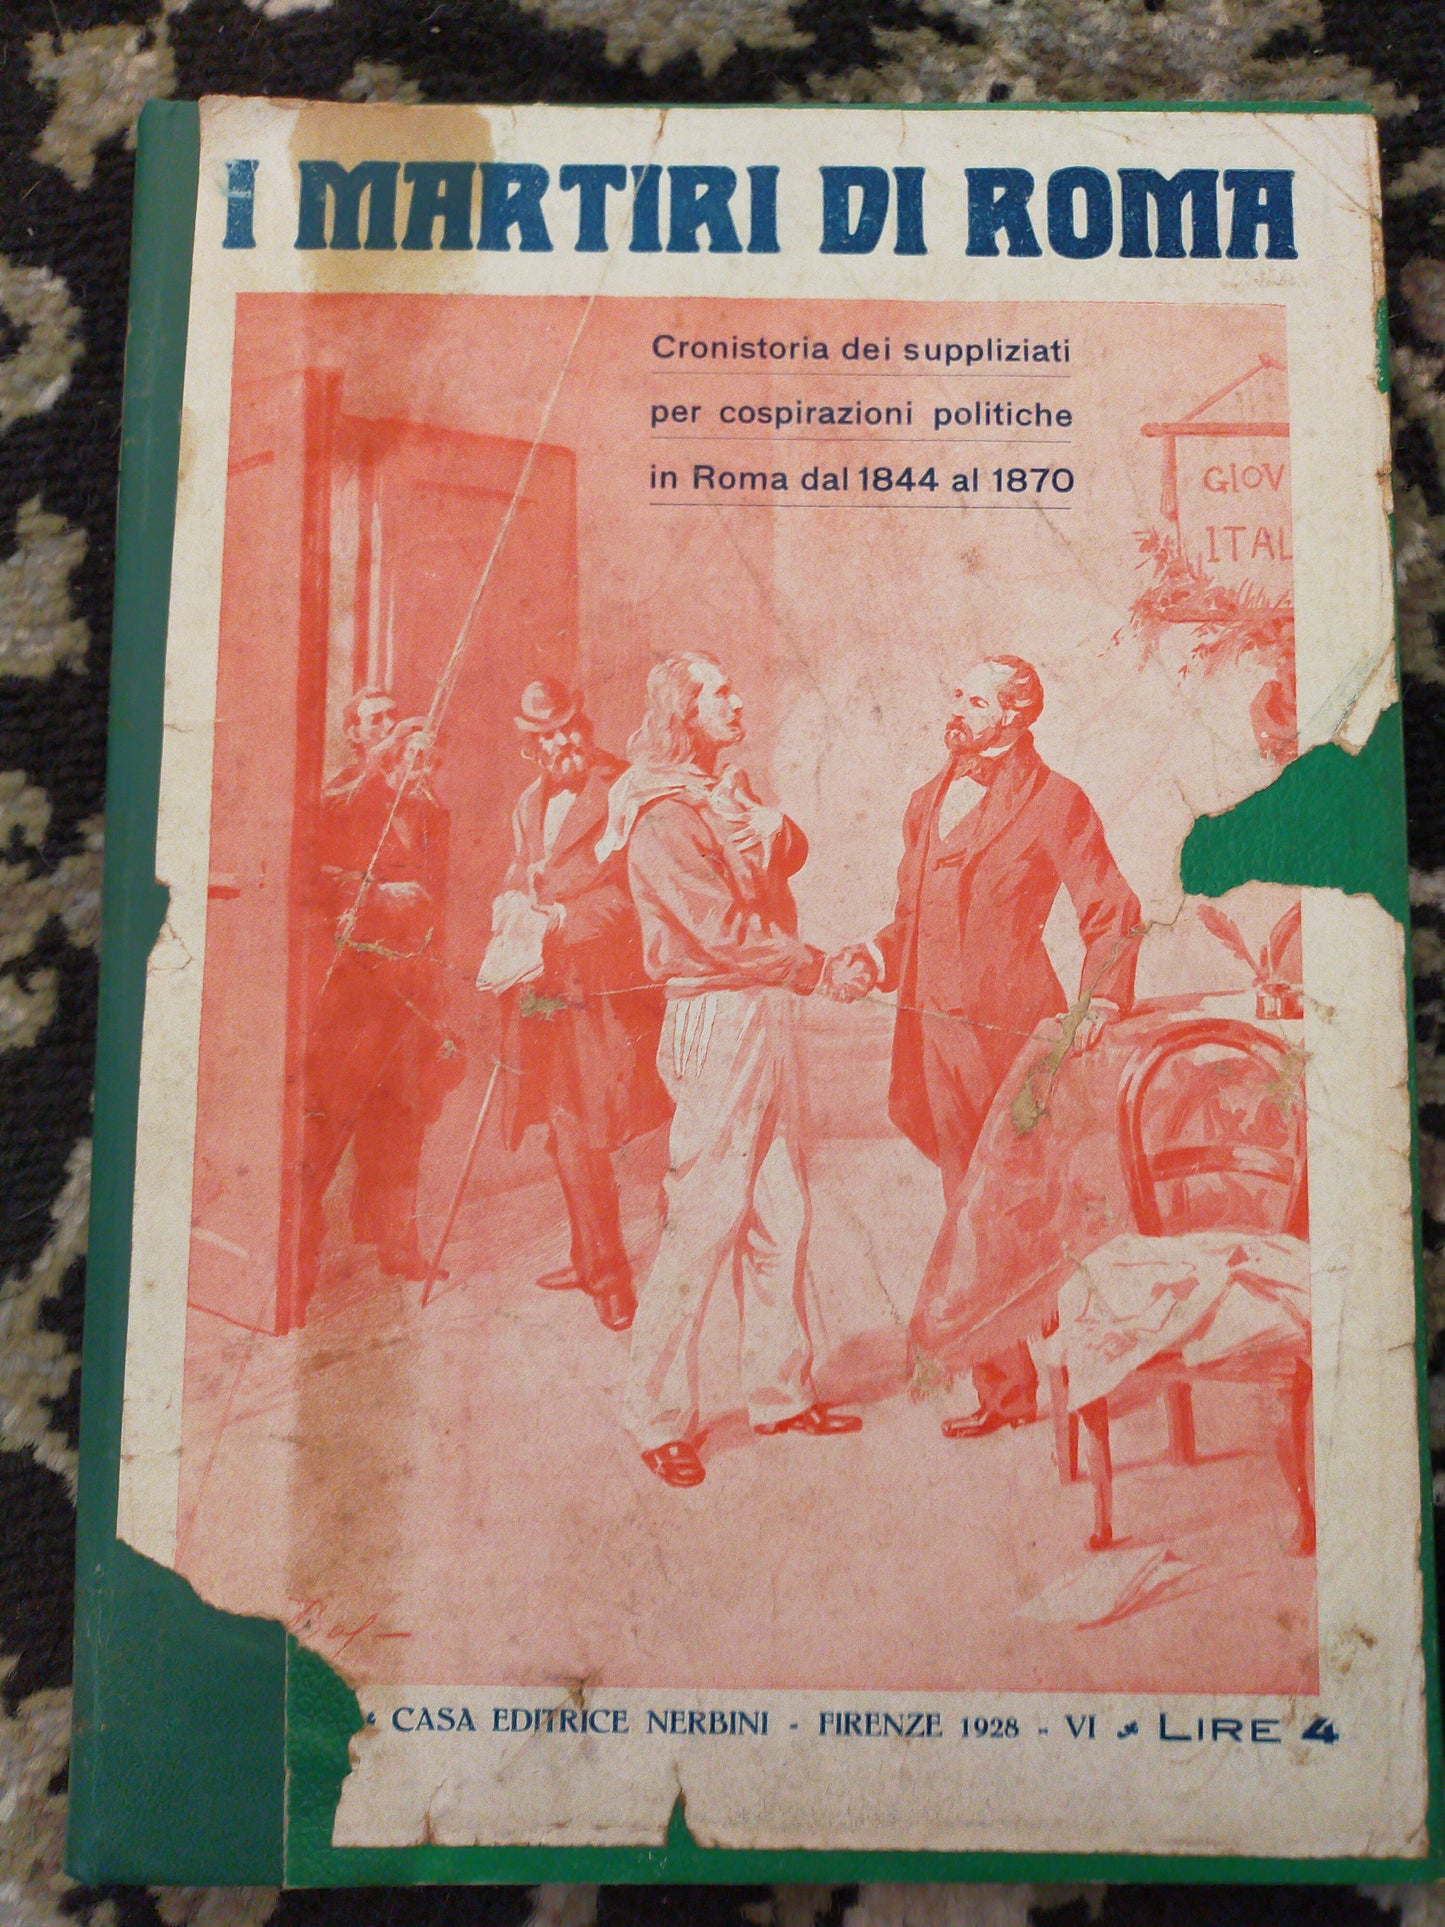 I MARTIRI DI ROMA
Cronistoria dei suppliziati
per cospirazioni politiche
in Roma dal 1844 al 1870
GIOV
ITAL
CASA EDITRICE NERBINI - FIRENZE 1928 - VI LIRE 4